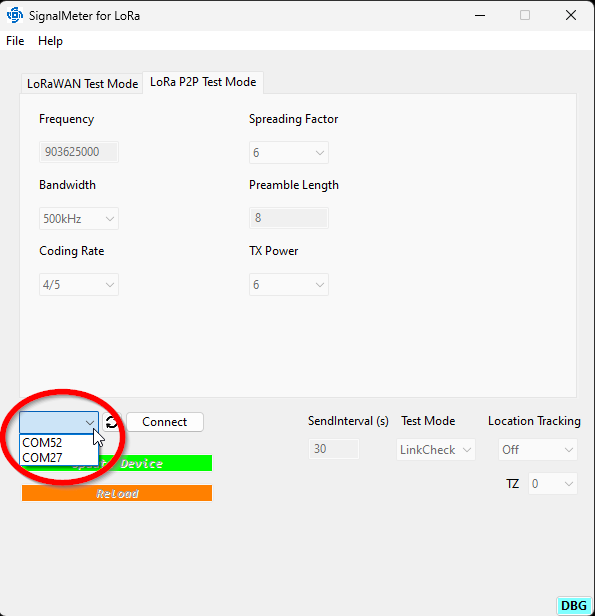 SignalMeter for LoRa
File Help
LoRaWAN Test Mode LoRa P2P Test Mode
Frequency Spreading Factor
903625000 6
Bandwidth Preamble Length
500kHz 8
Coding Rate TX Power
4/5 6
Connect SendInterval (s) Test Mode Location Tracking
COM52 30 LinkCheck Off
COM27 Device
ReLoad TZ 0
DBG